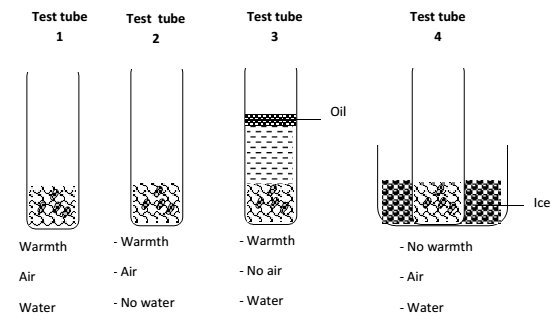 Test tube 1
Test tube 2
Test tube 3
Test tube 4
Oil
Ice
Warmth
Air
Water
- Warmth
- Air
- No water
- Warmth
- No air
- Water
- No warmth
- Air
- Water